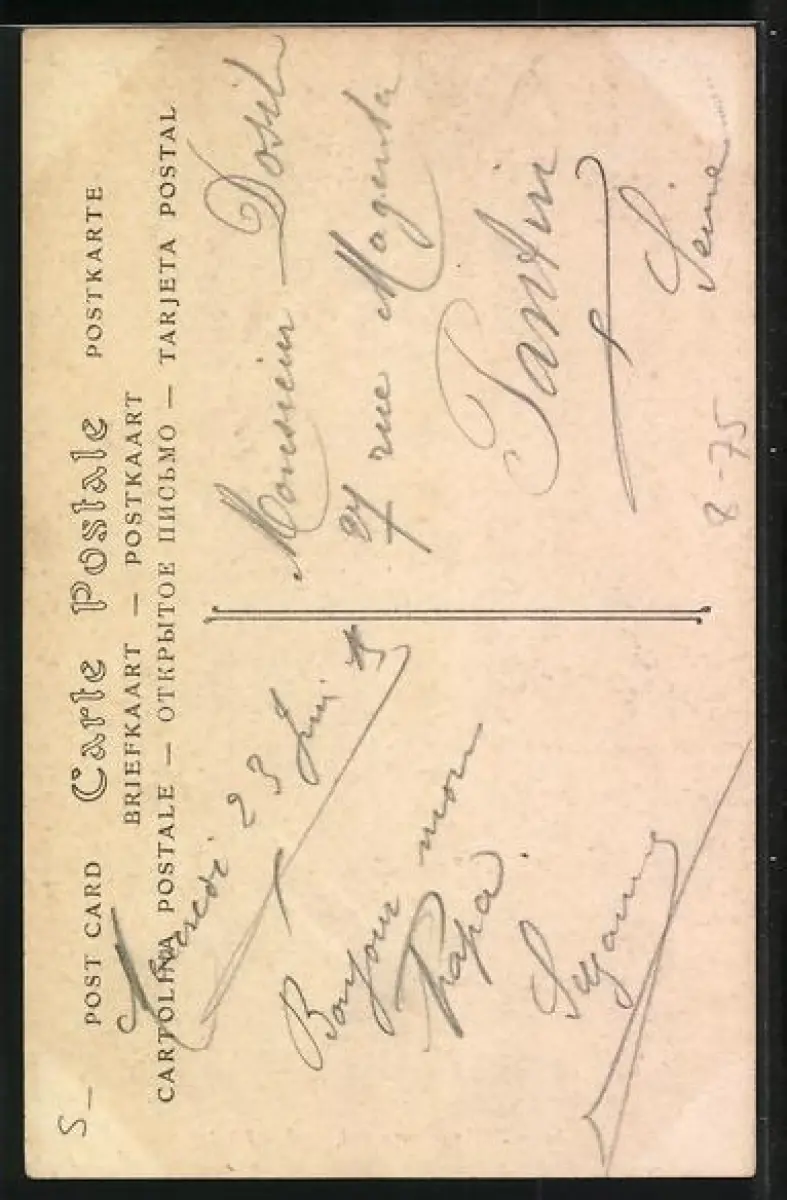 POST CARD Carte Postale POSTKARTE
BRIEFKAART — POSTKAART
CARTOLINA POSTALE — ОТКРЫТОЕ ПИСЬМО — TARJETA POSTAL
23 Juin
Bonjour mon
Papa.
Suzanne
Monsieur
27 rue Magenta
Pantin
Seine
8-75
S_